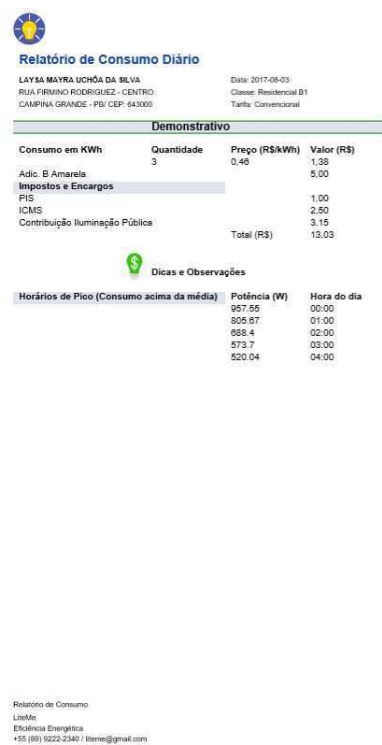 Relatório de Consumo Diário
LAYSA MAYRA UCHÔA DA SILVA Data: 2017-08-03
RUA FIRMINO RODRIGUEZ - CENTRO Classe: Residencial B1
CAMPINA GRANDE - PB/ CEP: 643000 Tarifa: Convencional
Demonstrativo
Consumo em KWh Quantidade Preço (R$/kWh) Valor (R$)
3 0,46 1,38
Adic. B Amarela 5,00
Impostos e Encargos
PIS 1,00
ICMS 2,50
Contribuição Iluminação Pública 3,15
Total (R$) 13,03
$ Dicas e Observações
Horários de Pico (Consumo acima da média) Potência (W) Hora do dia
957.55 00:00
805.67 01:00
688.4 02:00
573.7 03:00
520.04 04:00
Relatório de Consumo
LiteMe
Eficiência Energética
+55 (89) 9222-2340 / liteme@gmail.com